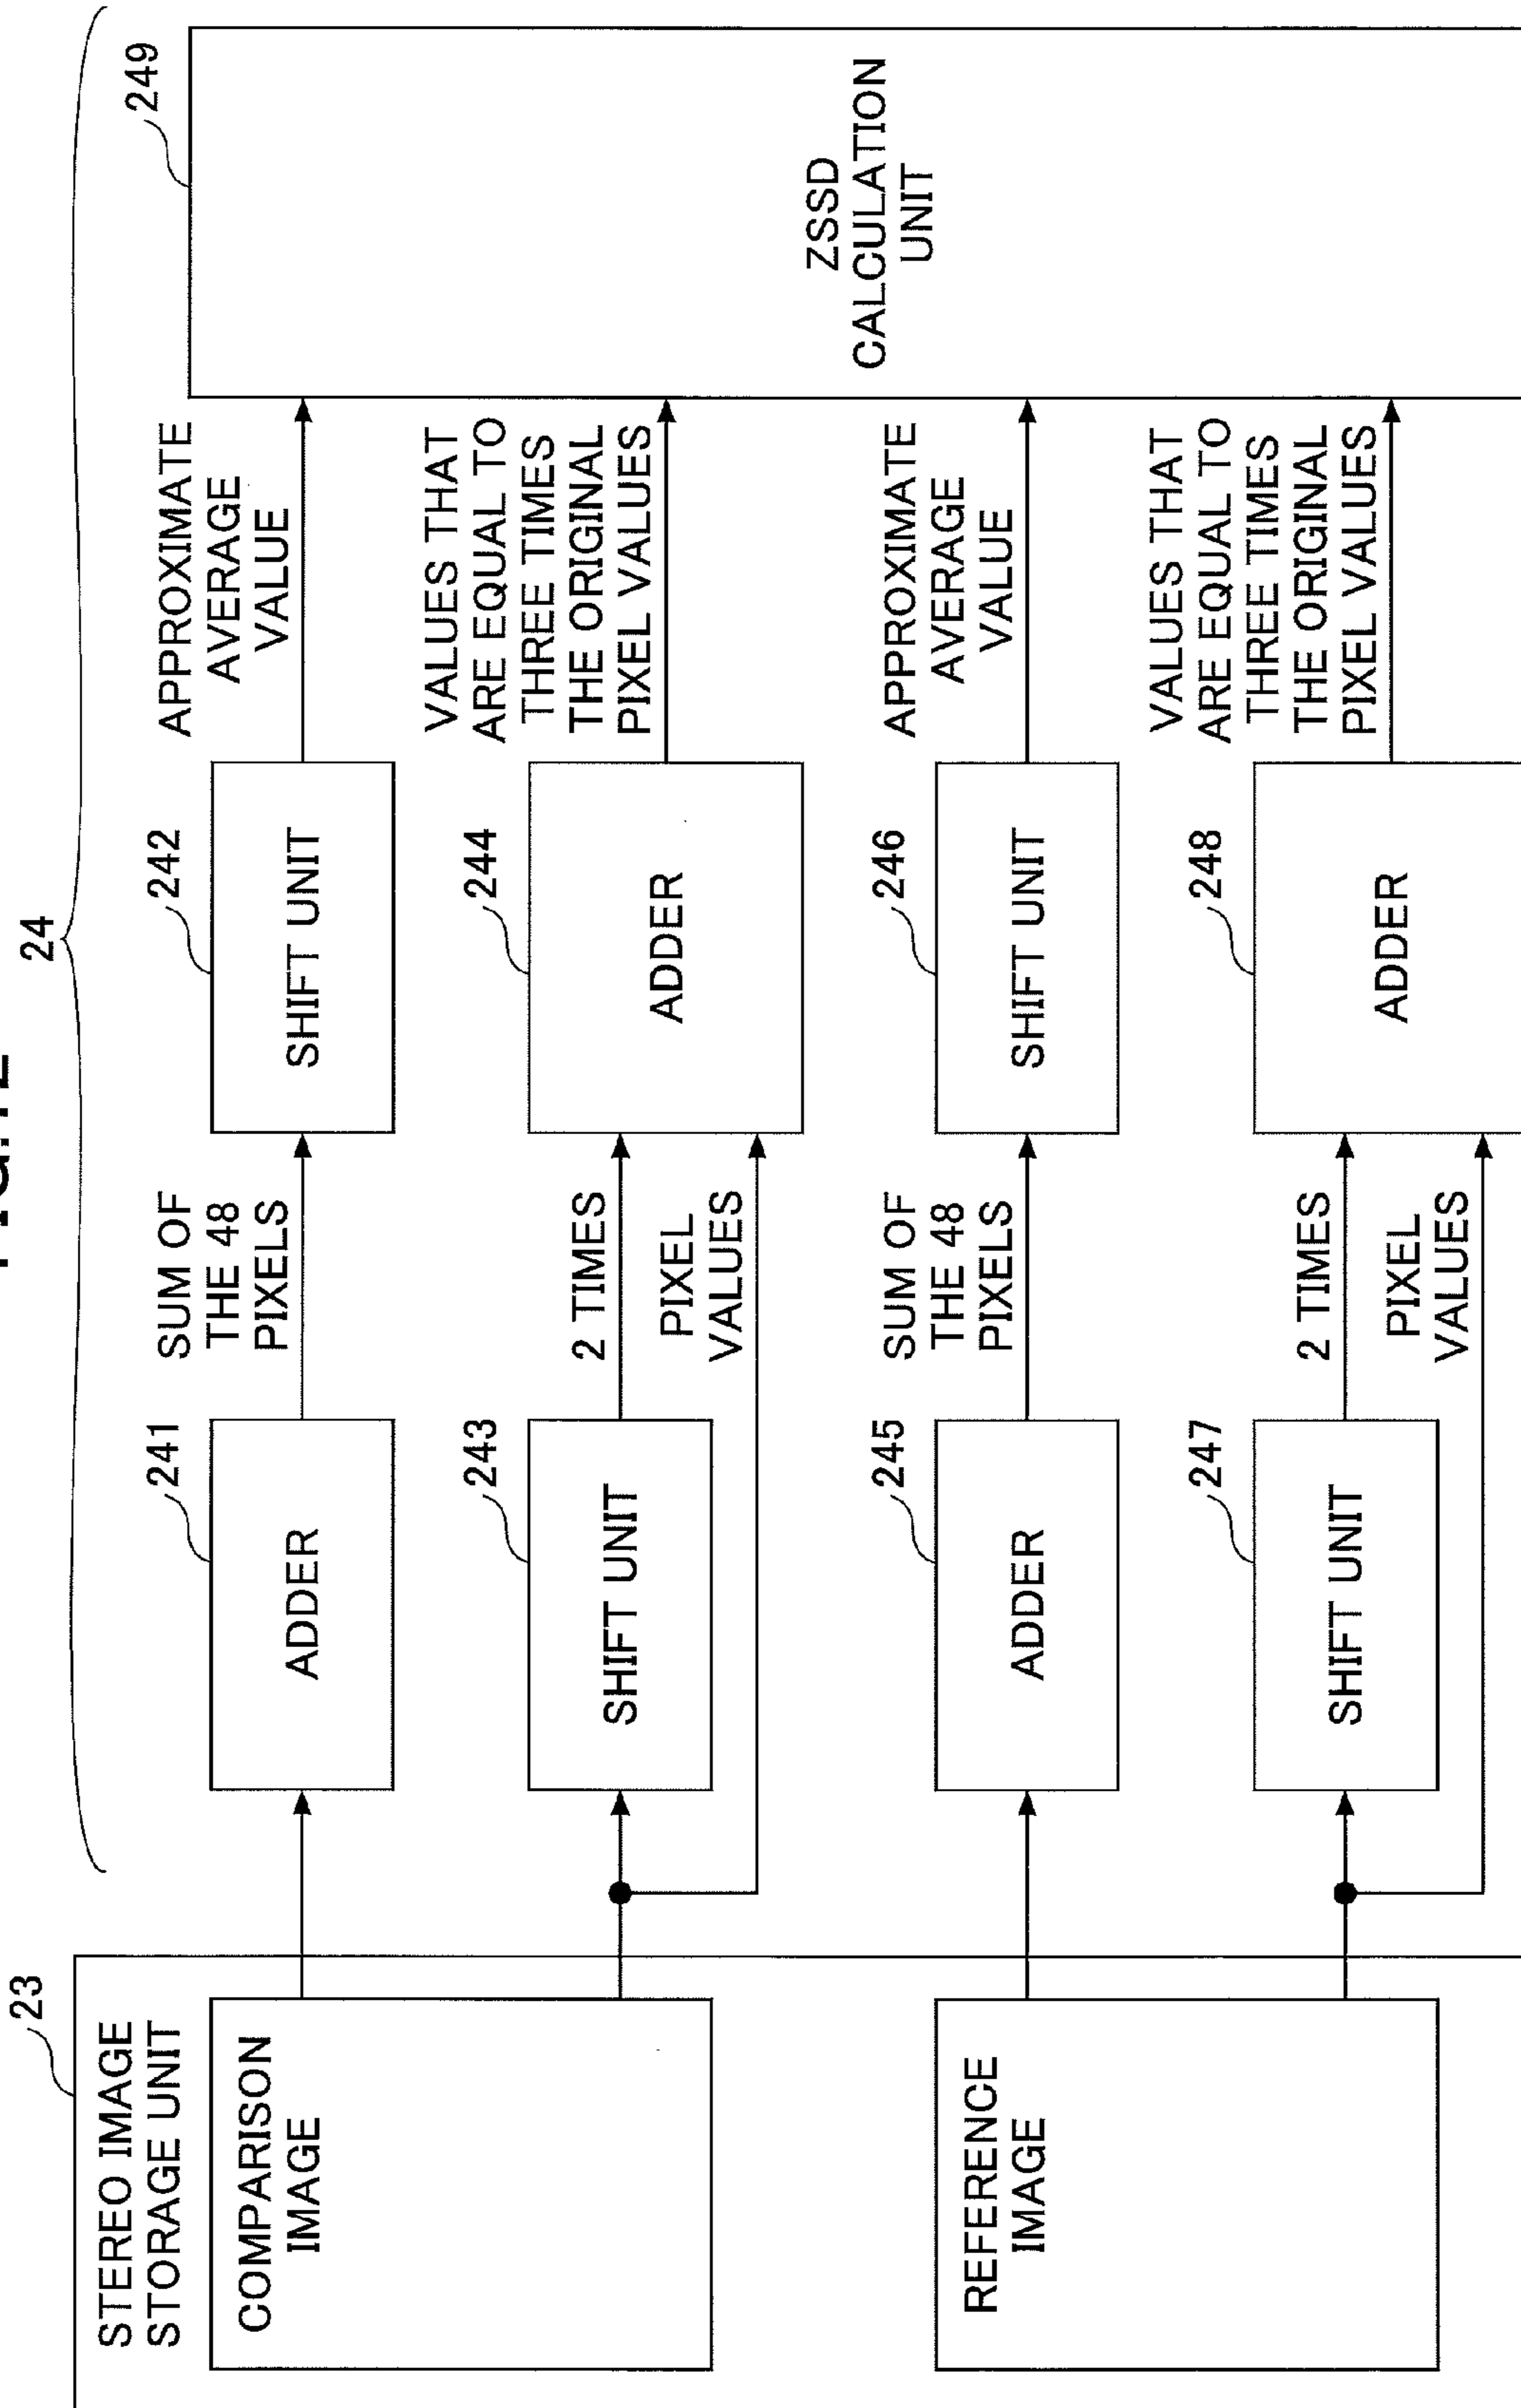 24
23
STEREO IMAGE
STORAGE UNIT
COMPARISON
IMAGE
REFERENCE
IMAGE
241
ADDER
SUM OF
THE 48
PIXELS
242
SHIFT UNIT
APPROXIMATE
AVERAGE
VALUE
243
SHIFT UNIT
2 TIMES
PIXEL
VALUES
244
ADDER
VALUES THAT
ARE EQUAL TO
THREE TIMES
THE ORIGINAL
PIXEL VALUES
245
ADDER
SUM OF
THE 48
PIXELS
246
SHIFT UNIT
APPROXIMATE
AVERAGE
VALUE
247
SHIFT UNIT
2 TIMES
PIXEL
VALUES
248
ADDER
VALUES THAT
ARE EQUAL TO
THREE TIMES
THE ORIGINAL
PIXEL VALUES
249
ZSSD
CALCULATION
UNIT